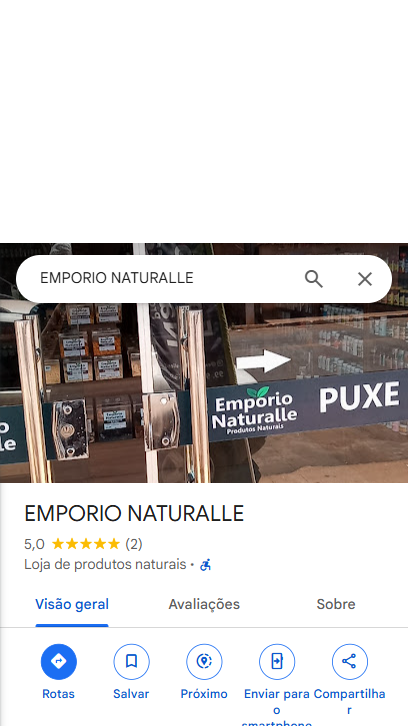 EMPORIO NATURALLE
Empório
Naturalle
Produtos Naturais
PUXE
EMPORIO NATURALLE
5,0 (2)
Loja de produtos naturais ·
Visão geral
Avaliações
Sobre
Rotas
Salvar
Próximo
Enviar para o smartphone
Compartilhar